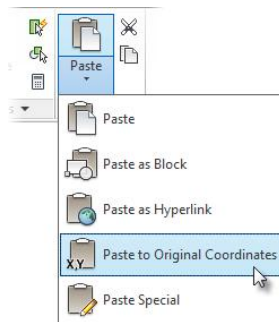 Paste
Paste
Paste as Block
Paste as Hyperlink
X,Y... Paste to Original Coordinates
Paste Special